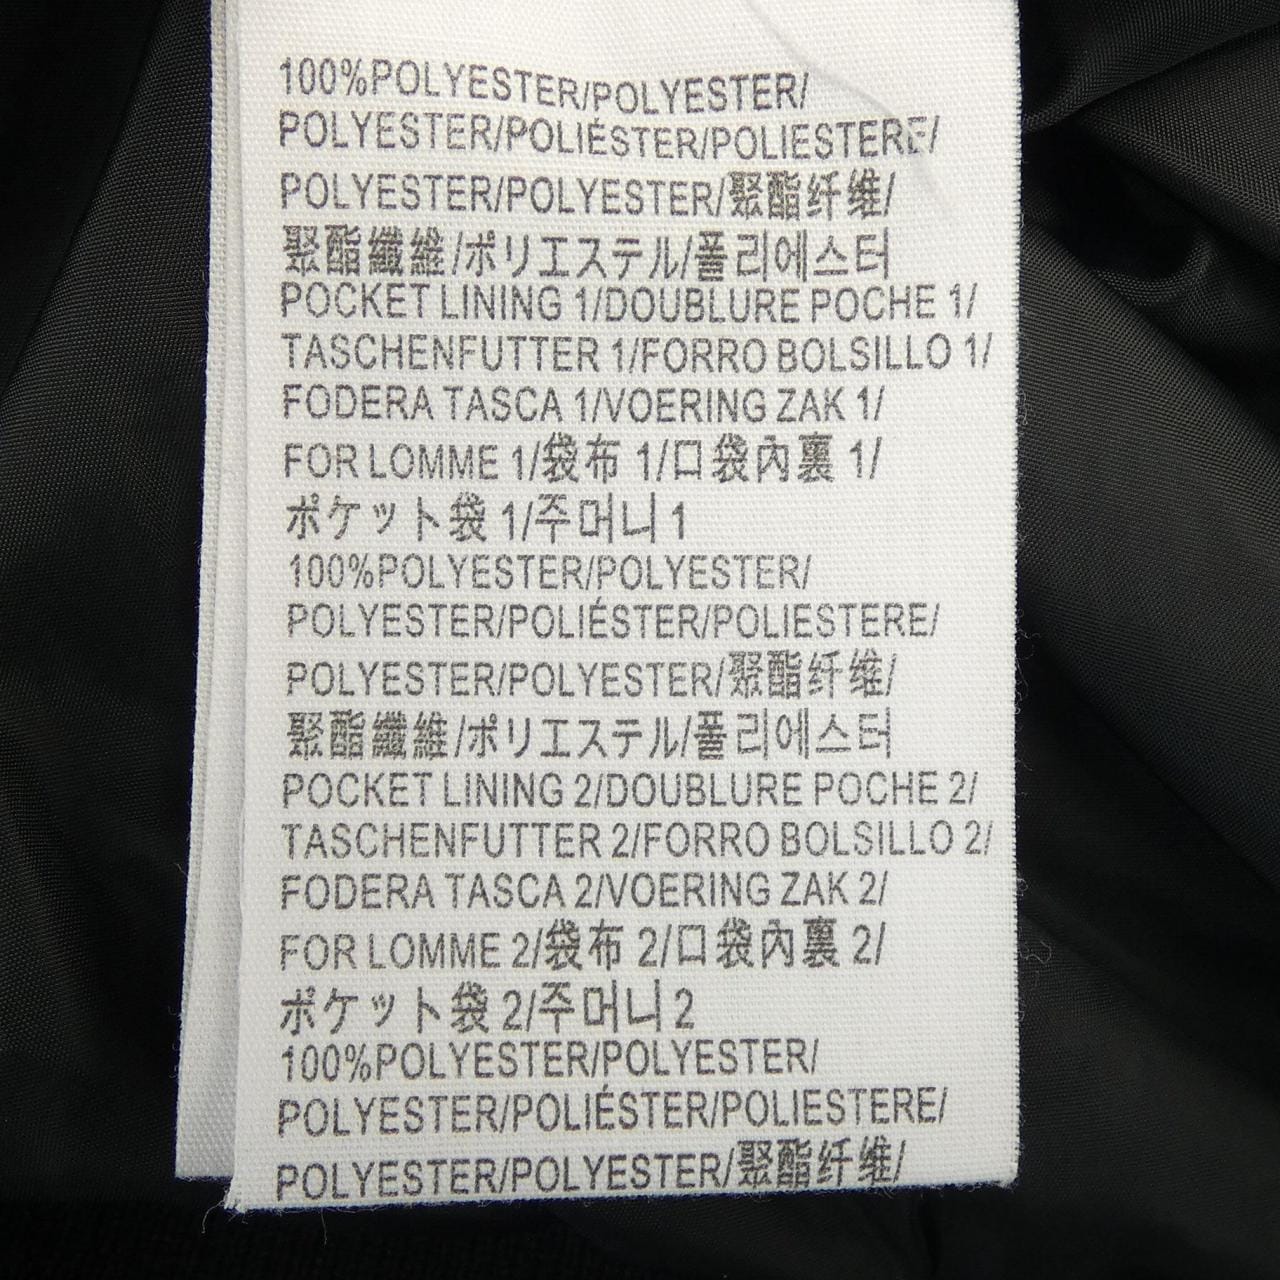 100%POLYESTER/POLYESTER/
POLYESTER/POLIÉSTER/POLIESTERE/
POLYESTER/POLYESTER/聚酯纤维/
聚酯纖維/ポリエステル/폴리에스터
POCKET LINING 1/DOUBLURE POCHE 1/
TASCHENFUTTER 1/FORRO BOLSILLO 1/
FODERA TASCA 1/VOERING ZAK 1/
FOR LOMME 1/袋布 1/口袋內裏 1/
ポケット袋 1/주머니 1
100%POLYESTER/POLYESTER/
POLYESTER/POLIÉSTER/POLIESTERE/
POLYESTER/POLYESTER/聚酯纤维/
聚酯纖維/ポリエステル/폴리에스터
POCKET LINING 2/DOUBLURE POCHE 2/
TASCHENFUTTER 2/FORRO BOLSILLO 2/
FODERA TASCA 2/VOERING ZAK 2/
FOR LOMME 2/袋布 2/口袋內裏 2/
ポケット袋 2/주머니 2
100%POLYESTER/POLYESTER/
POLYESTER/POLIÉSTER/POLIESTERE/
POLYESTER/POLYESTER/聚酯纤维/